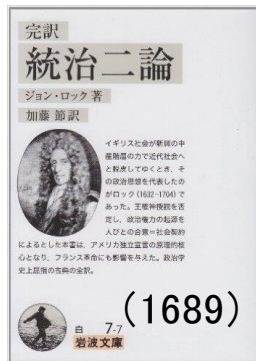 完訳
統治二論
ジョン・ロック著
加藤 節訳
イギリス社会が新興の中
産階層の力で近代社会へ
と脱皮してゆくとき、そ
の政治思想を代表したの
がロック(1632-1704)で
あった。王権神授説を否
定し、政治権力の起源を
人びとの合意=社会契約
によるとした本書は、アメリカ独立宣言の原理的核
心となり、フランス革命にも影響を与えた。政治学
史上屈指の古典の全訳。
(1689)
白 7-7
岩波文庫